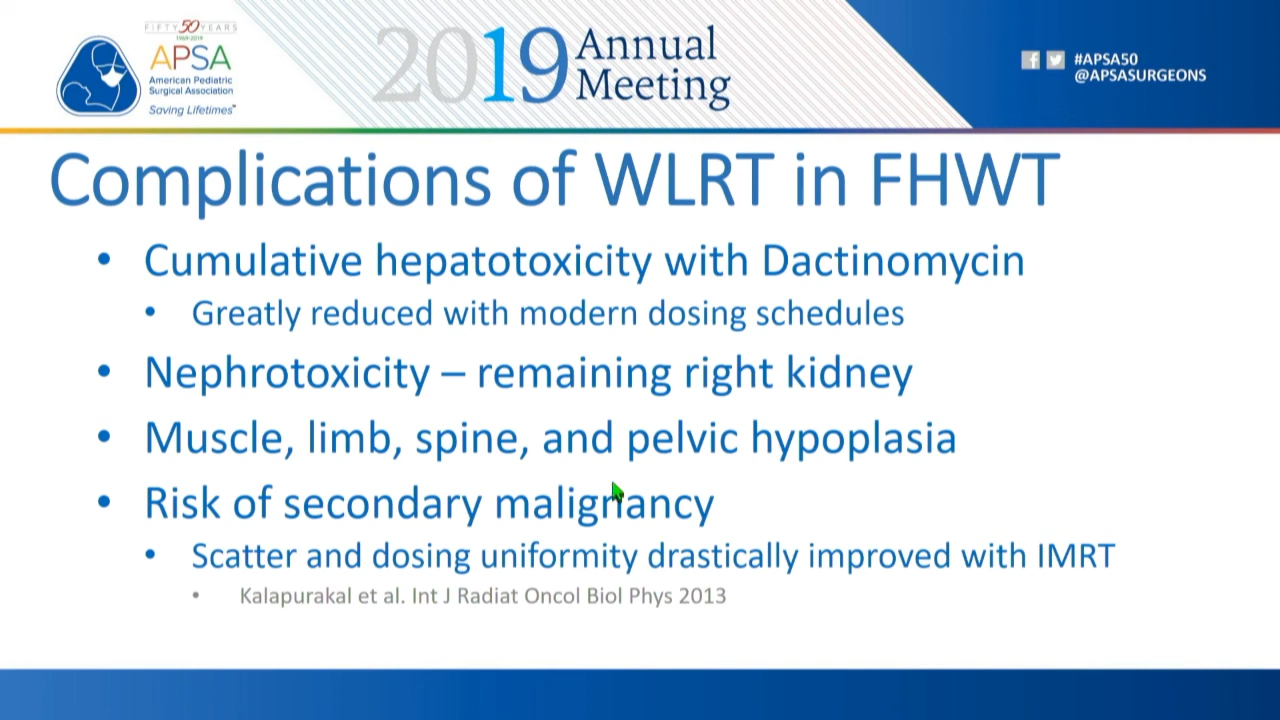 FIFTY 50 YEARS
1969-2019
APSA
American Pediatric
Surgical Association
Saving Lifetimes™
2019 Annual
Meeting
#APSA50
@APSASURGEONS
Complications of WLRT in FHWT
• Cumulative hepatotoxicity with Dactinomycin
• Greatly reduced with modern dosing schedules
• Nephrotoxicity – remaining right kidney
• Muscle, limb, spine, and pelvic hypoplasia
• Risk of secondary malignancy
• Scatter and dosing uniformity drastically improved with IMRT
• Kalapurakal et al. Int J Radiat Oncol Biol Phys 2013